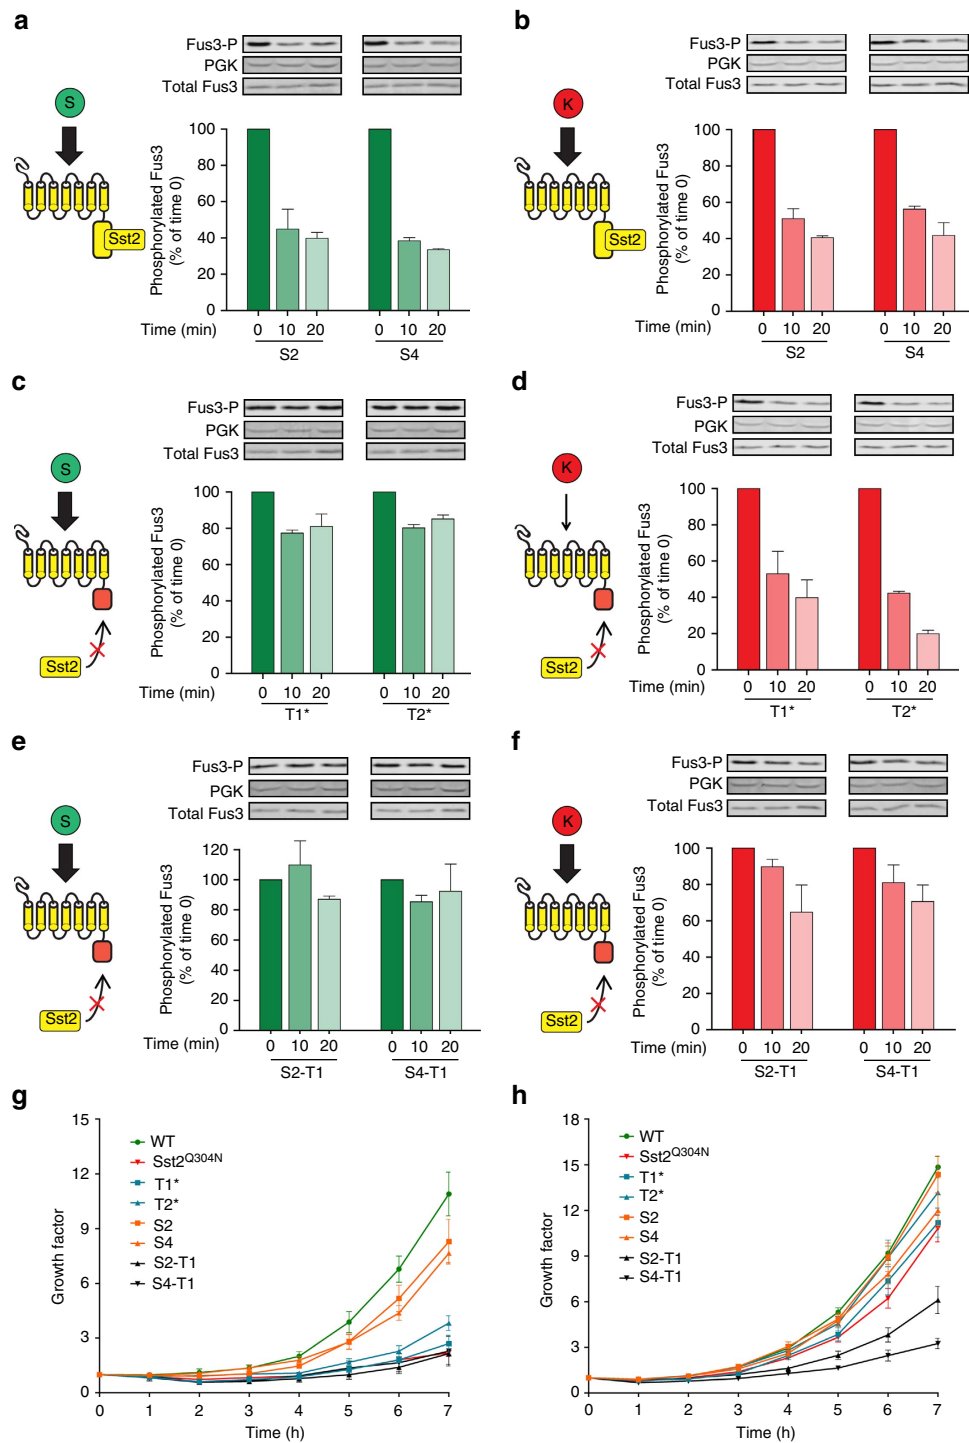 a
Fus3-P
PGK
Total Fus3
S
Sst2
Phosphorylated Fus3
(% of time 0)
100
80
60
40
20
0
Time (min)
0 10 20 0 10 20
S2 S4
b
Fus3-P
PGK
Total Fus3
K
Sst2
Phosphorylated Fus3
(% of time 0)
100
80
60
40
20
0
Time (min)
0 10 20 0 10 20
S2 S4
c
Fus3-P
PGK
Total Fus3
S
Sst2
Phosphorylated Fus3
(% of time 0)
100
80
60
40
20
0
Time (min)
0 10 20 0 10 20
T1* T2*
d
Fus3-P
PGK
Total Fus3
K
Sst2
Phosphorylated Fus3
(% of time 0)
100
80
60
40
20
0
Time (min)
0 10 20 0 10 20
T1* T2*
e
Fus3-P
PGK
Total Fus3
S
Sst2
Phosphorylated Fus3
(% of time 0)
120
100
80
60
40
20
0
Time (min)
0 10 20 0 10 20
S2-T1 S4-T1
f
Fus3-P
PGK
Total Fus3
K
Sst2
Phosphorylated Fus3
(% of time 0)
100
80
60
40
20
0
Time (min)
0 10 20 0 10 20
S2-T1 S4-T1
g
Growth factor
15
12
9
6
3
0
WT
Sst2Q304N
T1*
T2*
S2
S4
S2-T1
S4-T1
0 1 2 3 4 5 6 7
Time (h)
h
Growth factor
18
15
12
9
6
3
0
WT
Sst2Q304N
T1*
T2*
S2
S4
S2-T1
S4-T1
0 1 2 3 4 5 6 7
Time (h)